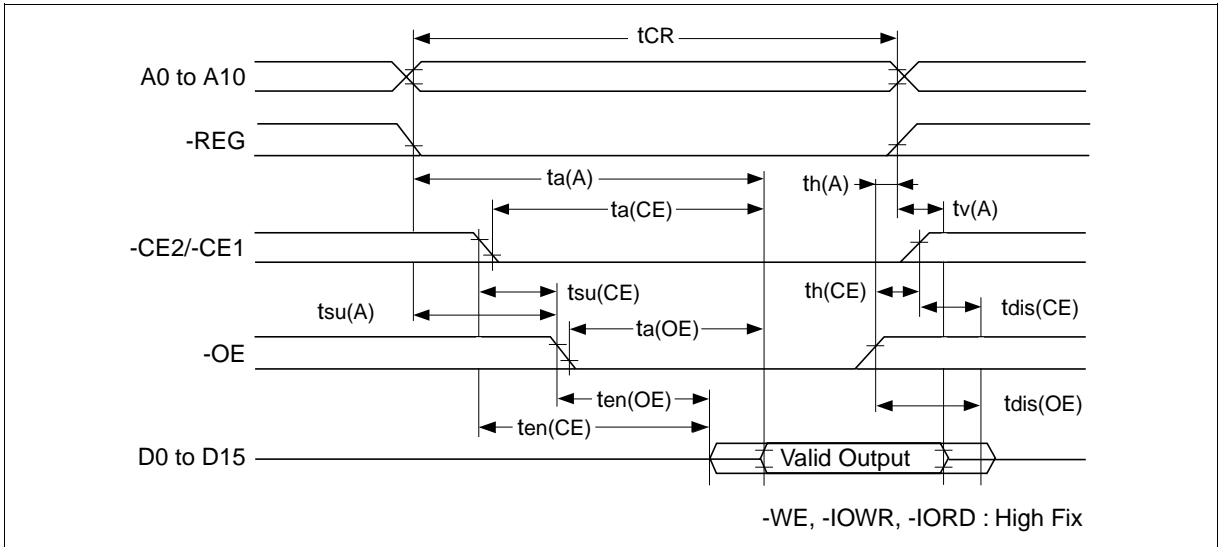 tCR
A0 to A10
-REG
ta(A)
th(A)
ta(CE)
tv(A)
-CE2/-CE1
tsu(CE)
th(CE)
tsu(A)
tdis(CE)
ta(OE)
-OE
ten(OE)
tdis(OE)
ten(CE)
D0 to D15
Valid Output
-WE, -IOWR, -IORD : High Fix